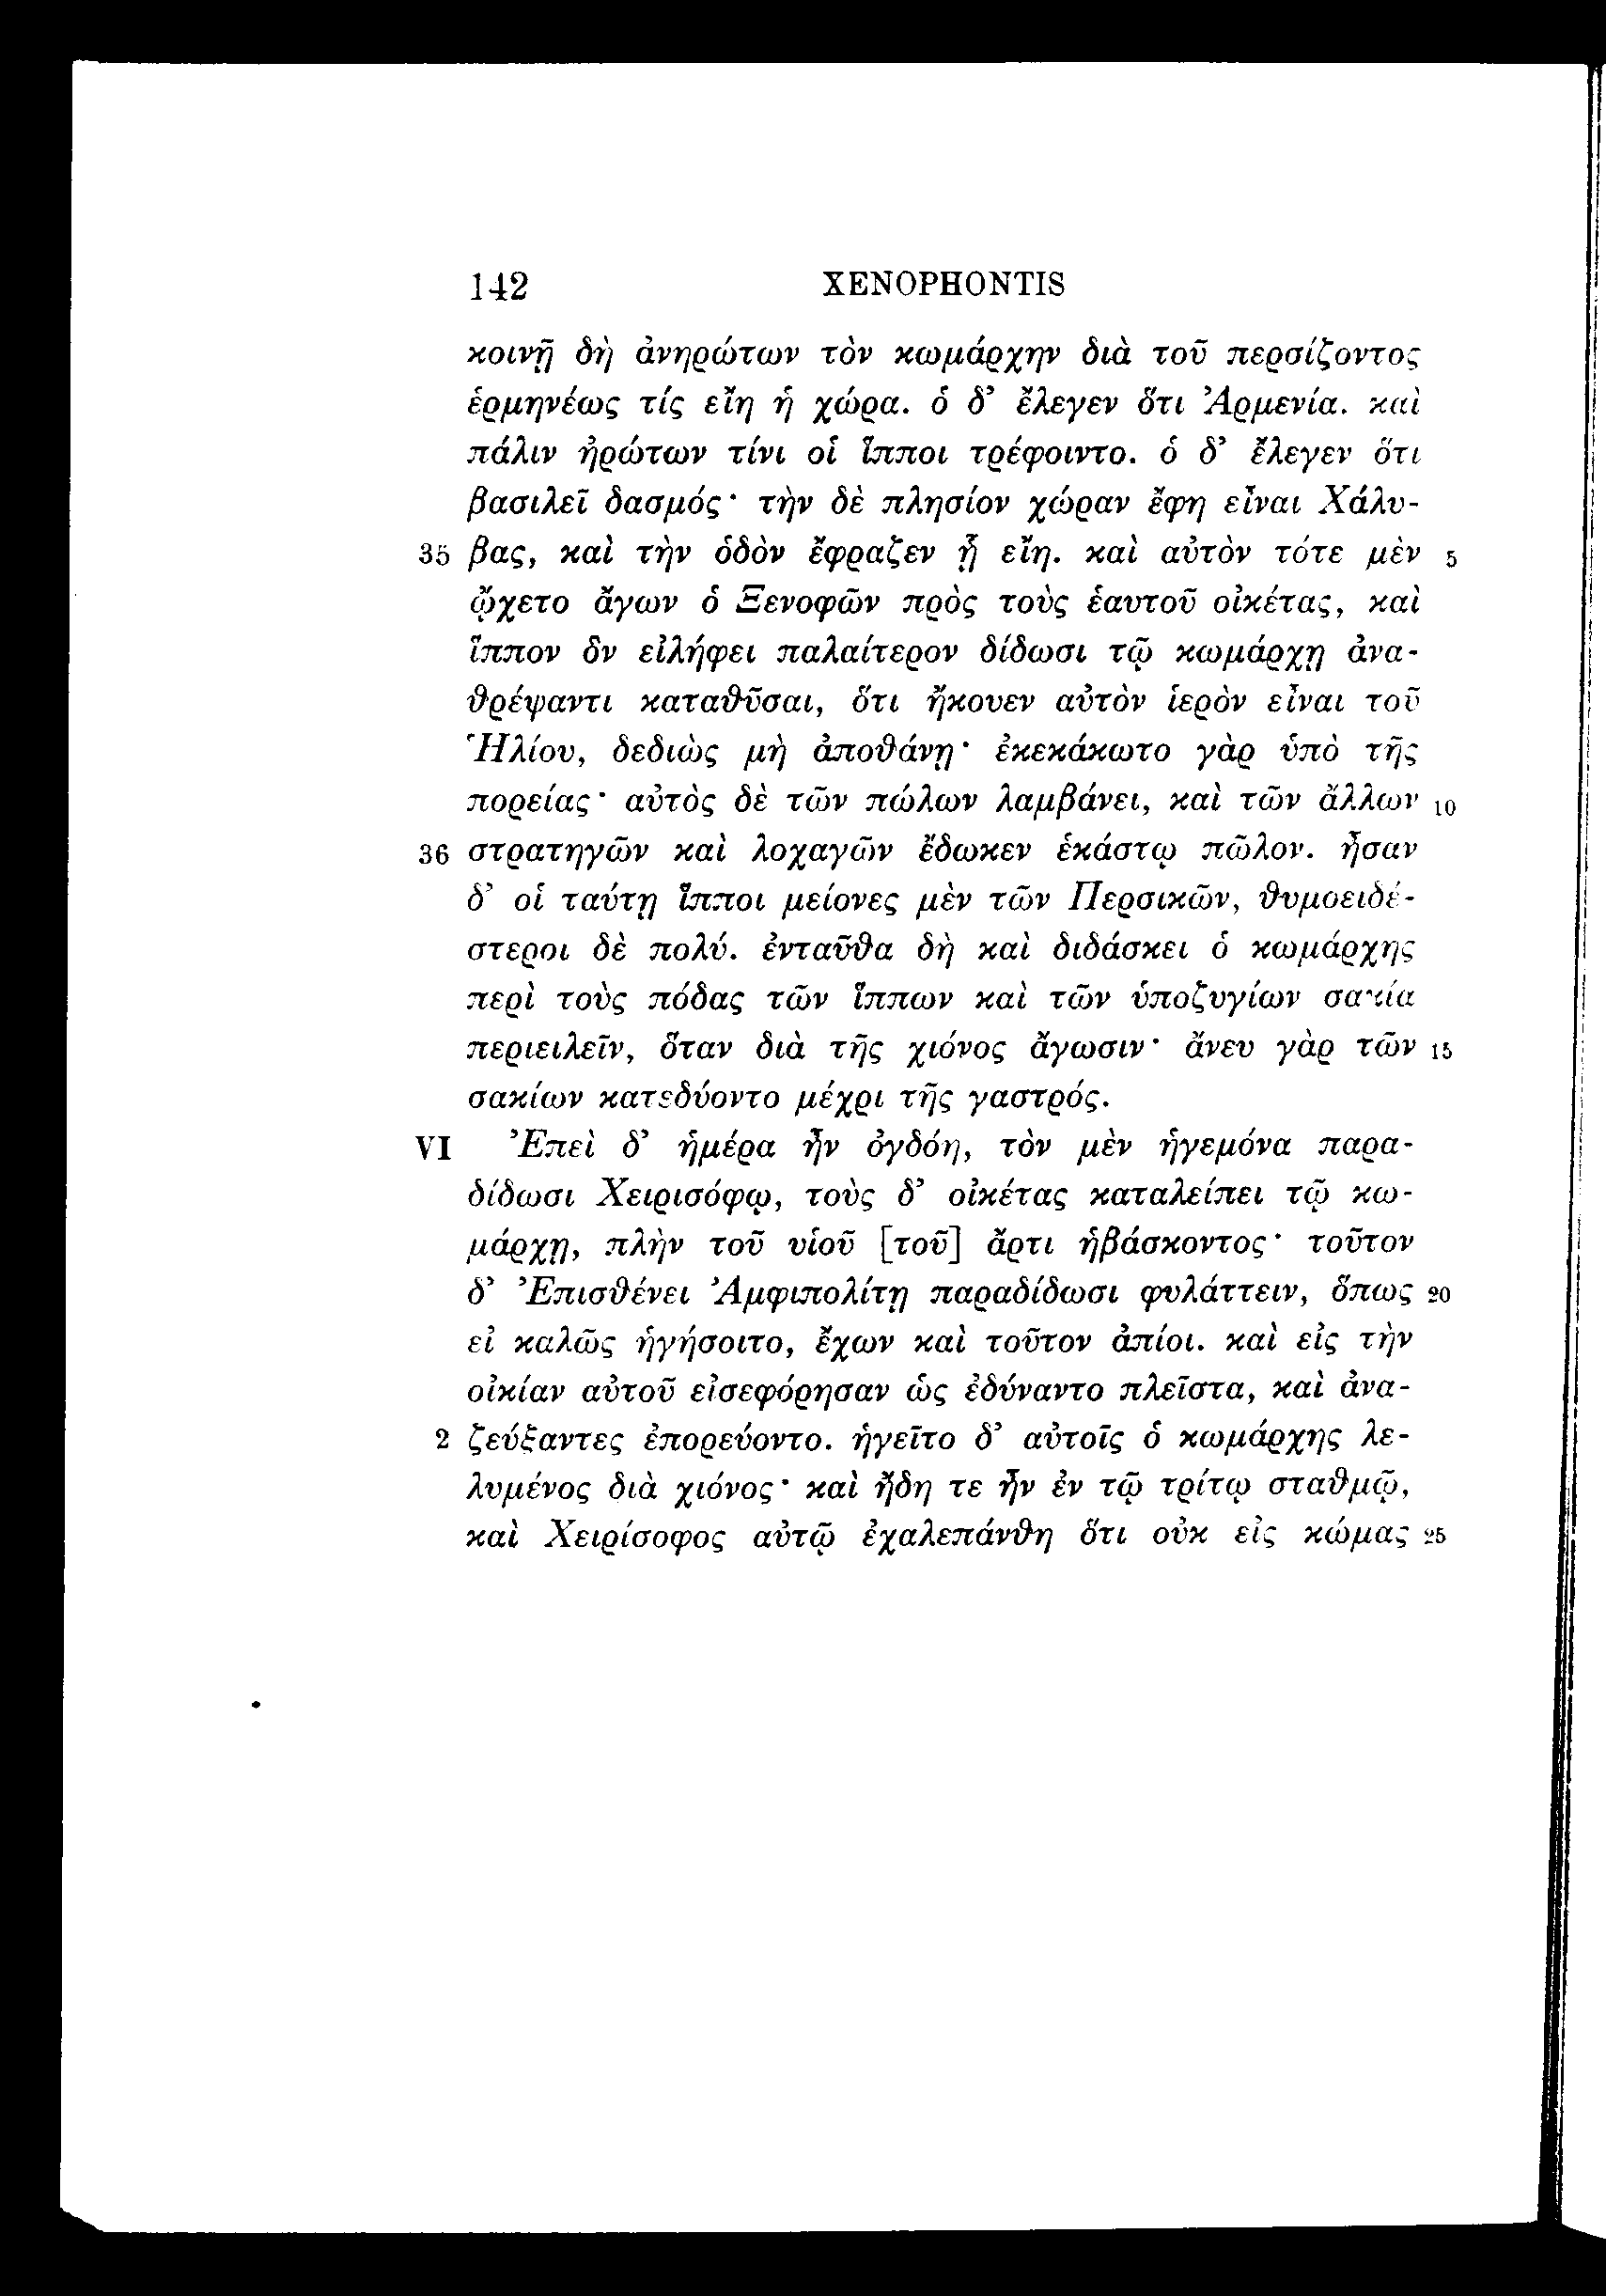 142 XENOPHONTIS
κοινῇ δὴ ἀνηρώτων τὸν κωμάρχην διὰ τοῦ περσίζοντος
ἑρμηνέως τίς εἴη ἡ χώρα. ὁ δ’ ἔλεγεν ὅτι Ἀρμενία. καὶ
πάλιν ἠρώτων τίνι οἱ ἵπποι τρέφοιντο. ὁ δ’ ἔλεγεν ὅτι
βασιλεῖ δασμός· τὴν δὲ πλησίον χώραν ἔφη εἶναι Χάλυ-
35 βας, καὶ τὴν ὁδὸν ἔφραζεν ᾗ εἴη. καὶ αὐτὸν τότε μὲν 5
ᾤχετο ἄγων ὁ Ξενοφῶν πρὸς τοὺς ἑαυτοῦ οἰκέτας, καὶ
ἵππον ὃν εἰλήφει παλαίτερον δίδωσι τῷ κωμάρχῃ ἀνα-
θρέψαντι καταθῦσαι, ὅτι ἤκουεν αὐτὸν ἱερὸν εἶναι τοῦ
Ἡλίου, δεδιὼς μὴ ἀποθάνῃ· ἐκεκάκωτο γὰρ ὑπὸ τῆς
πορείας· αὐτὸς δὲ τῶν πώλων λαμβάνει, καὶ τῶν ἄλλων 10
36 στρατηγῶν καὶ λοχαγῶν ἔδωκεν ἑκάστῳ πῶλον. ἦσαν
δ’ οἱ ταύτῃ ἵπποι μείονες μὲν τῶν Περσικῶν, θυμοειδέ-
στεροι δὲ πολύ. ἐνταῦθα δὴ καὶ διδάσκει ὁ κωμάρχης
περὶ τοὺς πόδας τῶν ἵππων καὶ τῶν ὑποζυγίων σακία
περιειλεῖν, ὅταν διὰ τῆς χιόνος ἄγωσιν· ἄνευ γὰρ τῶν 15
σακίων κατεδύοντο μέχρι τῆς γαστρός.
VI Ἐπεὶ δ’ ἡμέρα ἦν ὀγδόη, τὸν μὲν ἡγεμόνα παρα-
δίδωσι Χειρισόφῳ, τοὺς δ’ οἰκέτας καταλείπει τῷ κω-
μάρχῃ, πλὴν τοῦ υἱοῦ [τοῦ] ἄρτι ἡβάσκοντος· τοῦτον
δ’ Ἐπισθένει Ἀμφιπολίτῃ παραδίδωσι φυλάττειν, ὅπως 20
εἰ καλῶς ἡγήσοιτο, ἔχων καὶ τοῦτον ἀπίοι. καὶ εἰς τὴν
οἰκίαν αὐτοῦ εἰσεφόρησαν ὡς ἐδύναντο πλεῖστα, καὶ ἀνα-
2 ζεύξαντες ἐπορεύοντο. ἡγεῖτο δ’ αὐτοῖς ὁ κωμάρχης λε-
λυμένος διὰ χιόνος· καὶ ἤδη τε ἦν ἐν τῷ τρίτῳ σταθμῷ,
καὶ Χειρίσοφος αὐτῷ ἐχαλεπάνθη ὅτι οὐκ εἰς κώμας 25